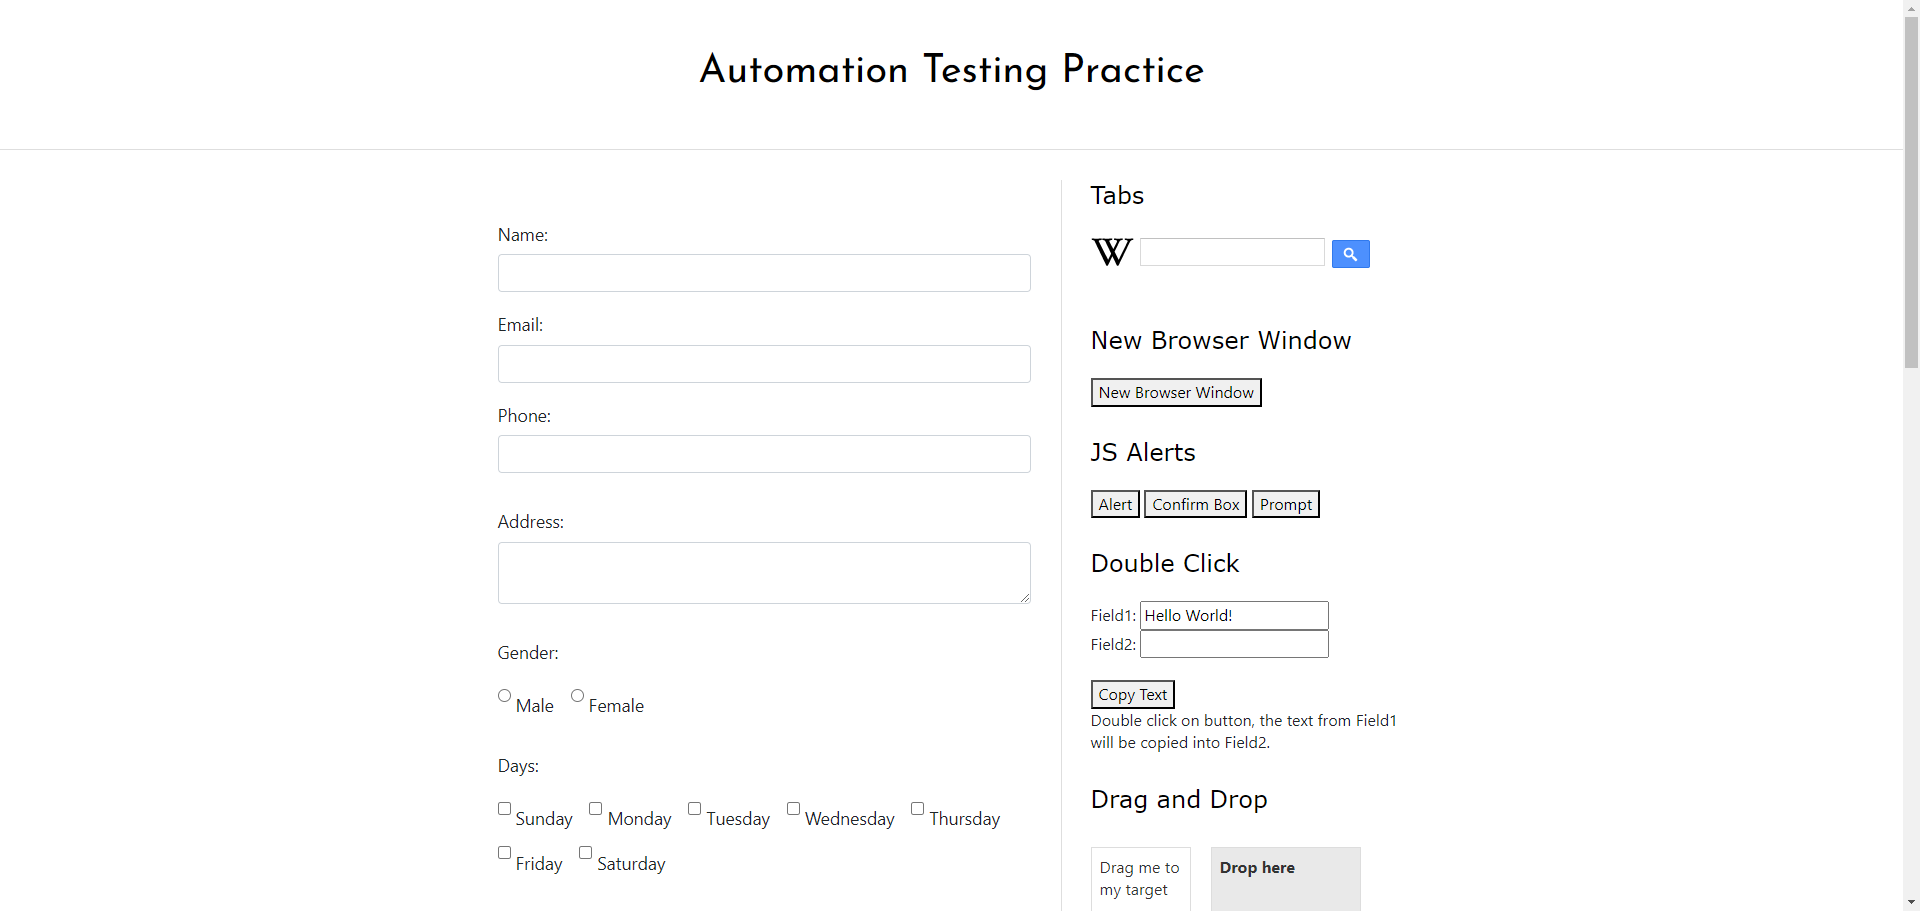 Automation Testing Practice
Name:
Email:
Phone:
Address:
Gender:
Male Female
Days:
Sunday Monday Tuesday Wednesday Thursday
Friday Saturday
Tabs
W
New Browser Window
New Browser Window
JS Alerts
Alert Confirm Box Prompt
Double Click
Field1: Hello World!
Field2:
Copy Text
Double click on button, the text from Field1
will be copied into Field2.
Drag and Drop
Drag me to
my target
Drop here